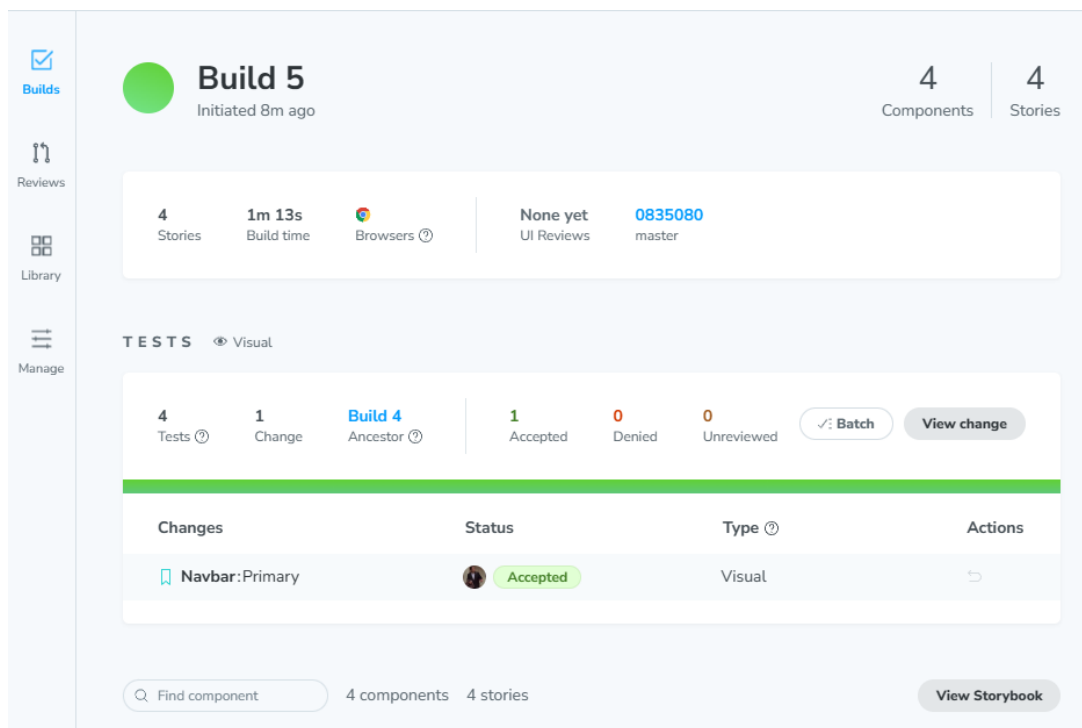 Builds
Reviews
Library
Manage
Build 5
Initiated 8m ago
4
Components
4
Stories
4
Stories
1m 13s
Build time
Browsers ?
None yet
UI Reviews
0835080
master
TESTS Visual
4
Tests ?
1
Change
Build 4
Ancestor ?
1
Accepted
0
Denied
0
Unreviewed
Batch
View change
Changes Status Type ? Actions
Navbar:Primary Accepted Visual
Find component 4 components 4 stories View Storybook